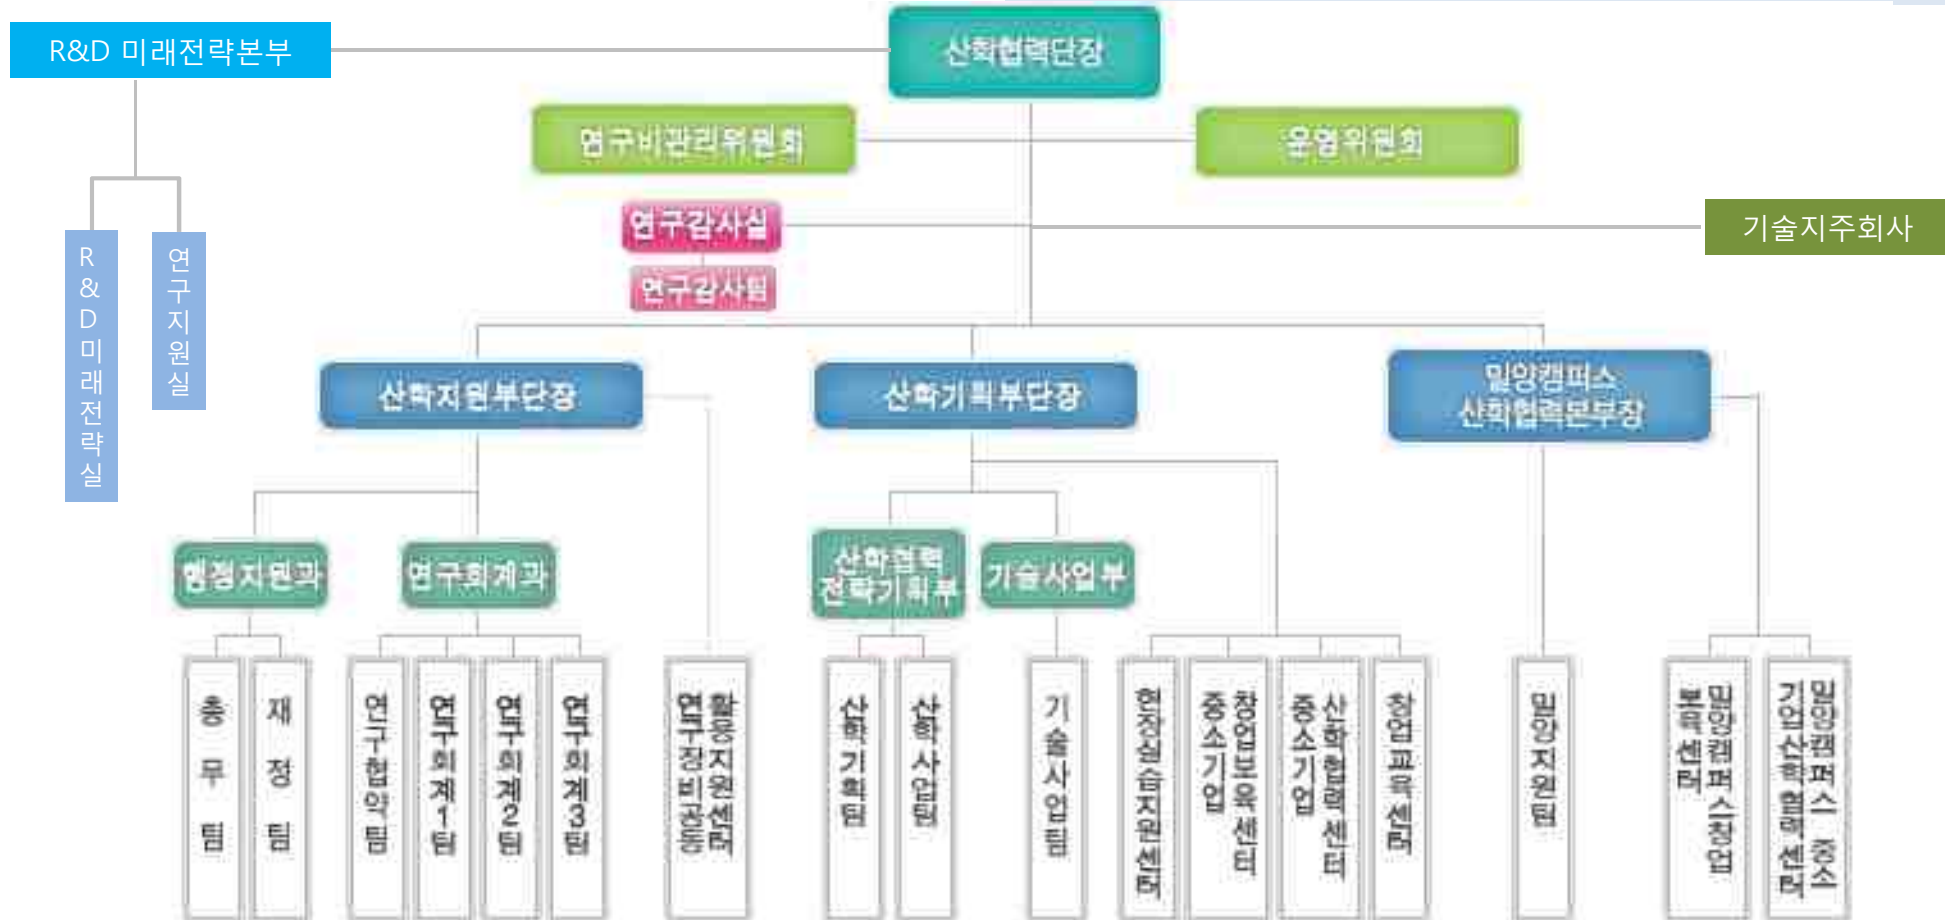 R&D 미래전략본부
산학협력단장
연구비관리위원회
운영위원회
연구감사실
기술지주회사
연구감사팀
R&D미래전략실
연구지원실
산학지원부단장
산학기획부단장
밀양캠퍼스
산학협력본부장
행정지원과
연구회계과
산학협력
전략기획부
기술사업부
총무팀
재정팀
연구협약팀
연구회계1팀
연구회계2팀
연구회계3팀
연구장비공동
활용지원센터
산학기획팀
산학사업팀
기술사업팀
현장실습지원센터
중소기업
창업보육센터
중소기업
산학협력센터
창업교육센터
밀양지원팀
밀양캠퍼스창업
보육센터
밀양캠퍼스 중소
기업산학협력센터